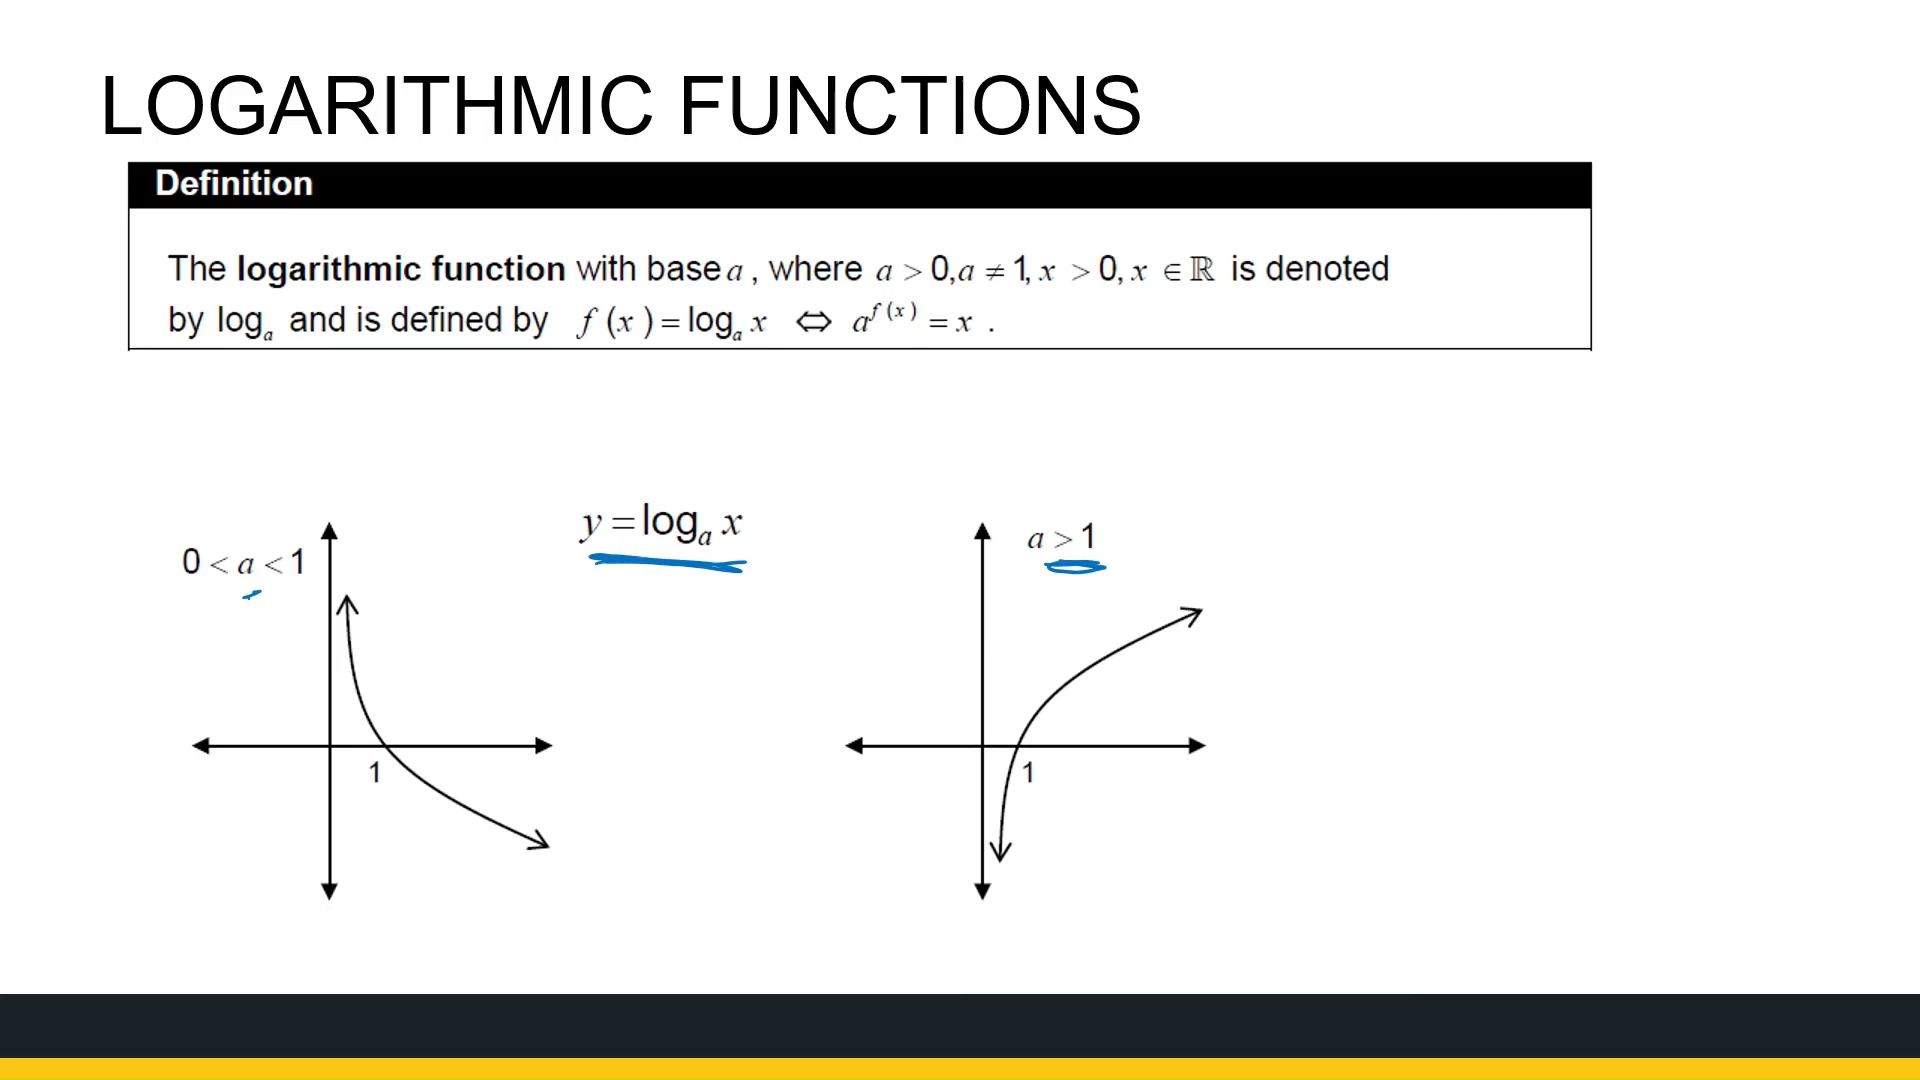 LOGARITHMIC FUNCTIONS
Definition
The logarithmic function with base a , where a > 0, a ≠ 1, x > 0, x ∈ ℝ is denoted
by logₐ and is defined by f (x) = logₐ x ⇔ a^{f(x)} = x .
y = logₐ x
0 < a < 1
a > 1
1
1